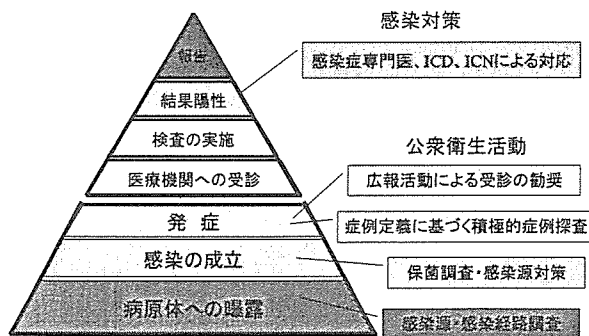 感染対策
報告
感染症専門医、ICD、ICNによる対応
結果陽性
検査の実施
公衆衛生活動
医療機関への受診
広報活動による受診の勧奨
発症
症例定義に基づく積極的症例探査
感染の成立
保菌調査・感染源対策
病原体への曝露
感染源・感染経路調査